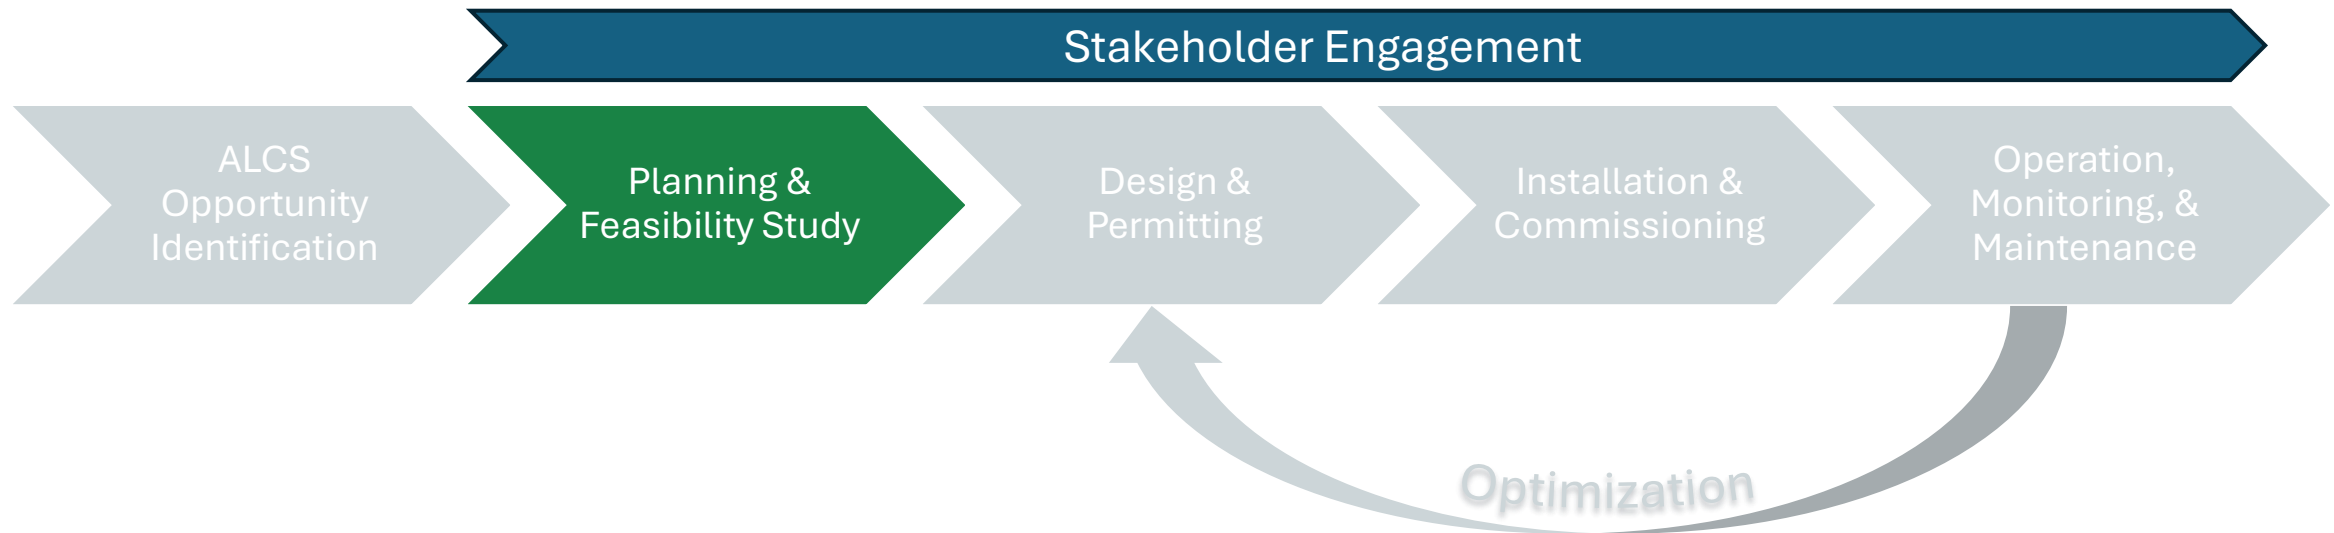 Stakeholder Engagement
ALCS
Opportunity
Identification
Planning &
Feasibility Study
Design &
Permitting
Installation &
Commissioning
Operation,
Monitoring, &
Maintenance
Optimization